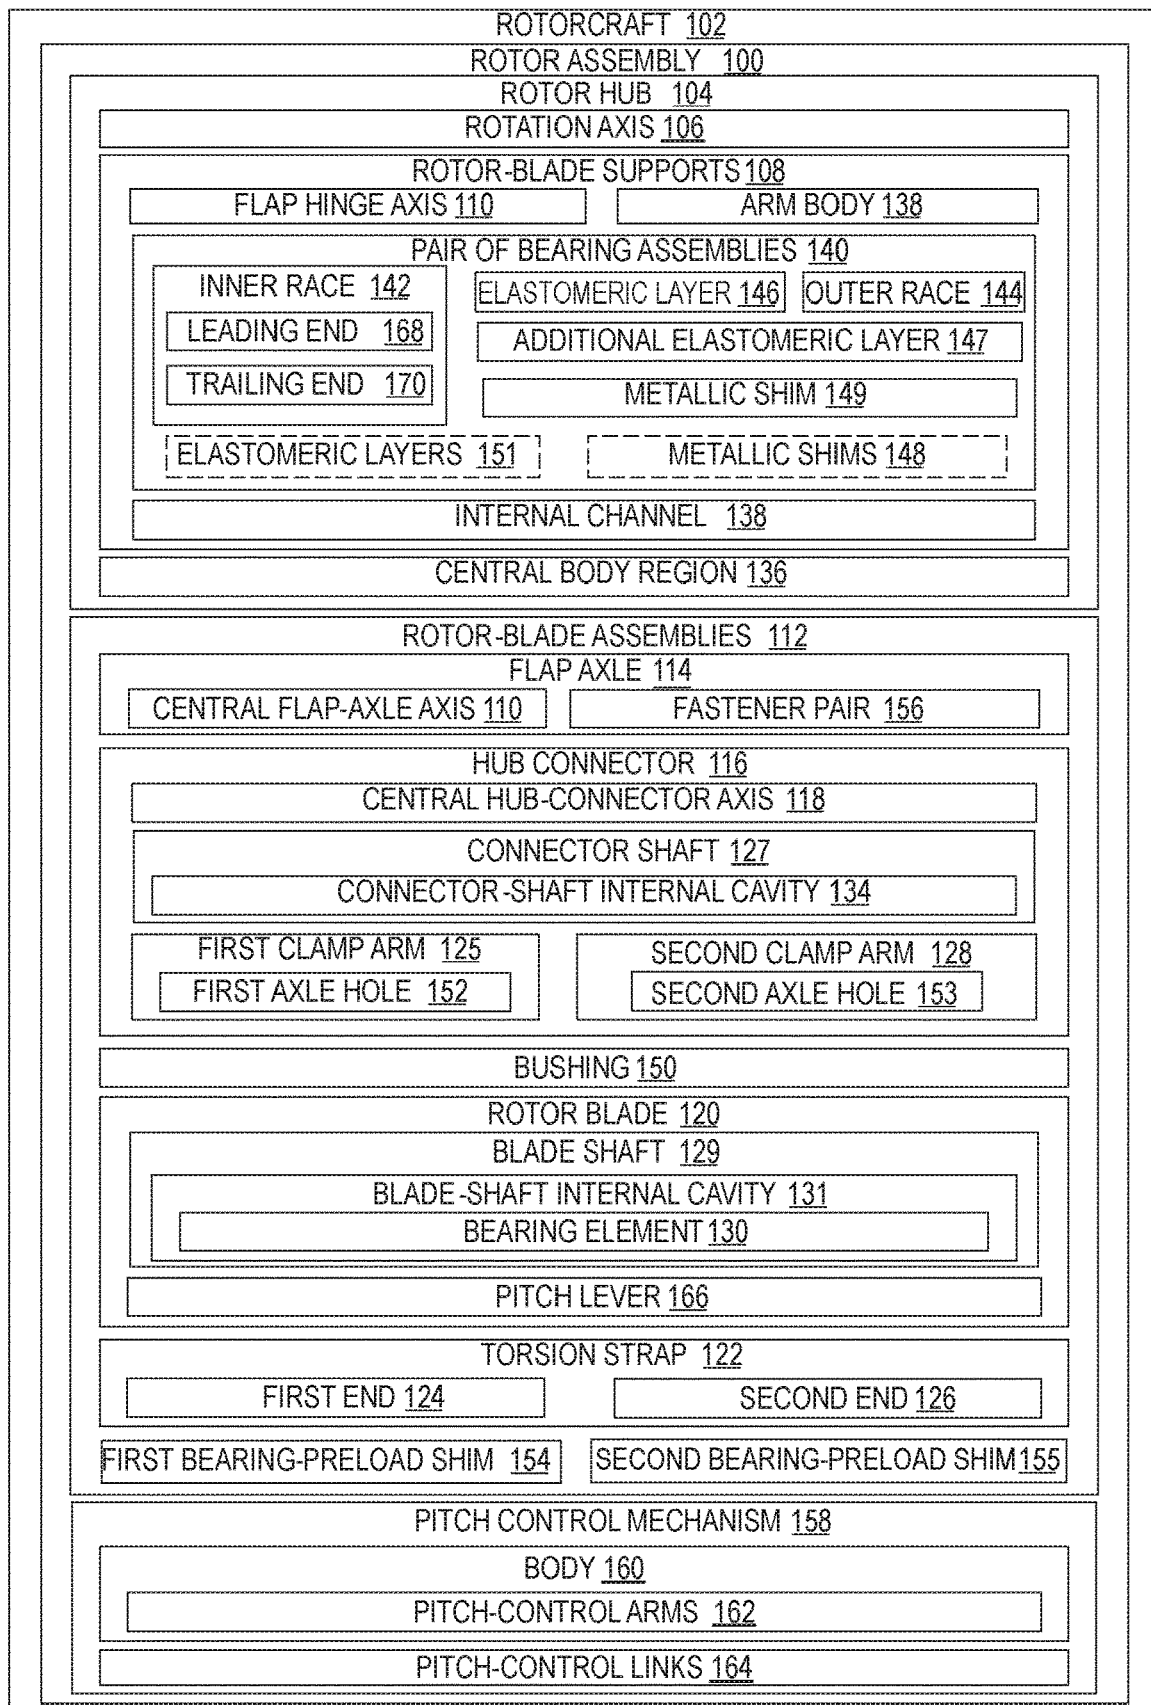 ROTORCRAFT 102
ROTOR ASSEMBLY 100
ROTOR HUB 104
ROTATION AXIS 106
ROTOR-BLADE SUPPORTS 108
FLAP HINGE AXIS 110 ARM BODY 138
PAIR OF BEARING ASSEMBLIES 140
INNER RACE 142
LEADING END 168
TRAILING END 170
ELASTOMERIC LAYER 146 OUTER RACE 144
ADDITIONAL ELASTOMERIC LAYER 147
METALLIC SHIM 149
ELASTOMERIC LAYERS 151 METALLIC SHIMS 148
INTERNAL CHANNEL 138
CENTRAL BODY REGION 136
ROTOR-BLADE ASSEMBLIES 112
FLAP AXLE 114
CENTRAL FLAP-AXLE AXIS 110 FASTENER PAIR 156
HUB CONNECTOR 116
CENTRAL HUB-CONNECTOR AXIS 118
CONNECTOR SHAFT 127
CONNECTOR-SHAFT INTERNAL CAVITY 134
FIRST CLAMP ARM 125
FIRST AXLE HOLE 152
SECOND CLAMP ARM 128
SECOND AXLE HOLE 153
BUSHING 150
ROTOR BLADE 120
BLADE SHAFT 129
BLADE-SHAFT INTERNAL CAVITY 131
BEARING ELEMENT 130
PITCH LEVER 166
TORSION STRAP 122
FIRST END 124 SECOND END 126
FIRST BEARING-PRELOAD SHIM 154 SECOND BEARING-PRELOAD SHIM 155
PITCH CONTROL MECHANISM 158
BODY 160
PITCH-CONTROL ARMS 162
PITCH-CONTROL LINKS 164